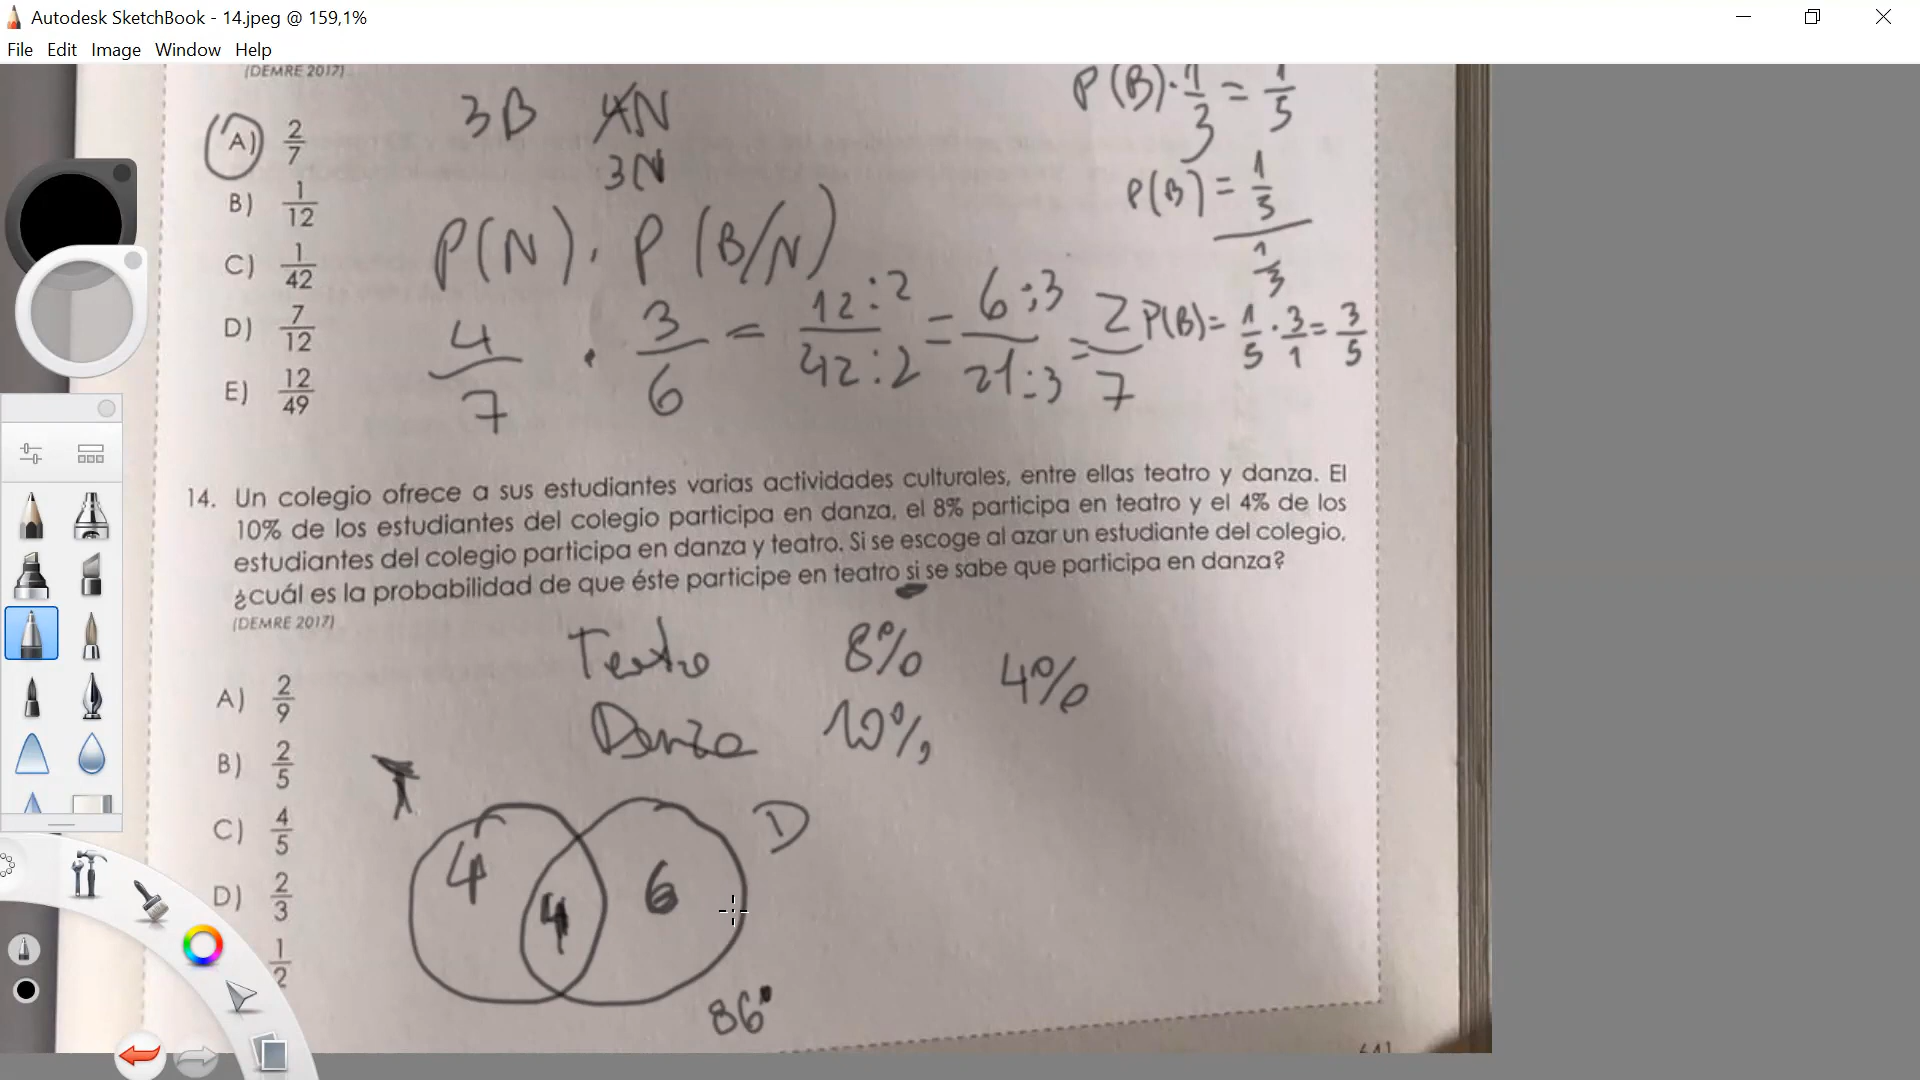 Autodesk SketchBook - 14.jpeg @ 159,1%
File Edit Image Window Help
(DEMRE 2017)
A) 2/7
B) 1/12
C) 1/42
D) 7/12
E) 12/49
3B 4N
3N
P(N) · P(B/N)
4/7 · 3/6 = 12:2/42:2 = 6:3/21:3 = 2/7
P(B) · 1/3 = 1/5
P(B) = 1/5 / 1/3
P(B) = 1/5 · 3/1 = 3/5
14. Un colegio ofrece a sus estudiantes varias actividades culturales, entre ellas teatro y danza. El
10% de los estudiantes del colegio participa en danza, el 8% participa en teatro y el 4% de los
estudiantes del colegio participa en danza y teatro. Si se escoge al azar un estudiante del colegio,
¿cuál es la probabilidad de que éste participe en teatro si se sabe que participa en danza?
(DEMRE 2017)
Teatro 8% 4%
Danza 10%
A) 2/9
B) 2/5
C) 4/5
D) 2/3
1/2
T D
4 4 6
86